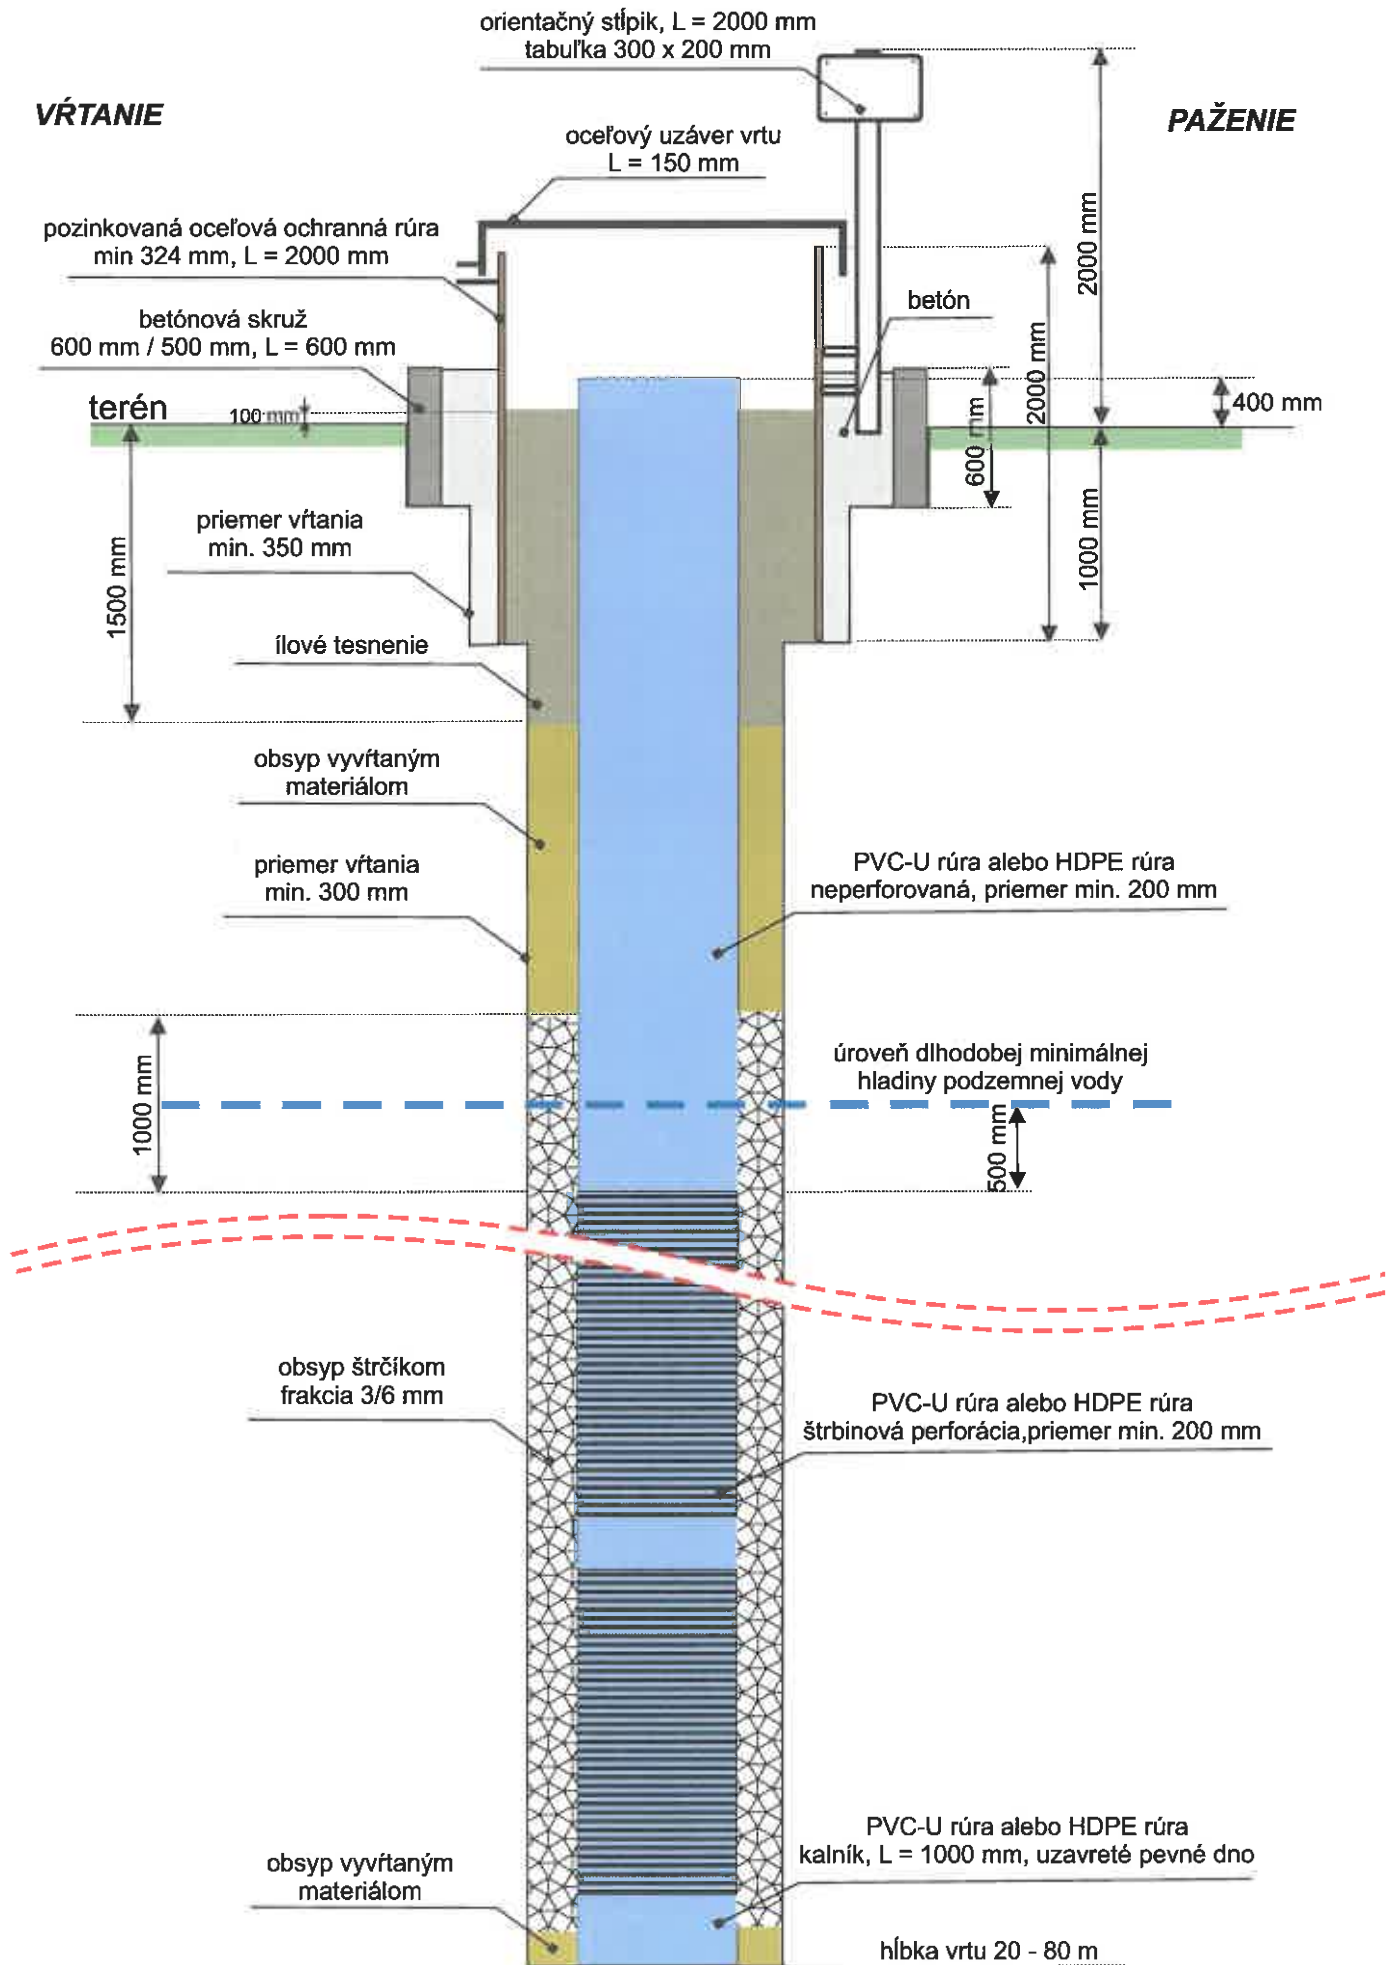 orientačný stĺpik, L = 2000 mm
tabuľka 300 x 200 mm
VŔTANIE
PAŽENIE
oceľový uzáver vrtu
L = 150 mm
pozinkovaná oceľová ochranná rúra
min 324 mm, L = 2000 mm
2000 mm
betón
betónová skruž
600 mm / 500 mm, L = 600 mm
2000 mm
terén
100 mm
400 mm
600 mm
priemer vŕtania
min. 350 mm
1000 mm
1500 mm
ílové tesnenie
obsyp vyvŕtaným
materiálom
priemer vŕtania
min. 300 mm
PVC-U rúra alebo HDPE rúra
neperforovaná, priemer min. 200 mm
1000 mm
úroveň dlhodobej minimálnej
hladiny podzemnej vody
500 mm
obsyp štrčíkom
frakcia 3/6 mm
PVC-U rúra alebo HDPE rúra
štrbinová perforácia,priemer min. 200 mm
PVC-U rúra alebo HDPE rúra
kalník, L = 1000 mm, uzavreté pevné dno
obsyp vyvŕtaným
materiálom
hĺbka vrtu 20 - 80 m